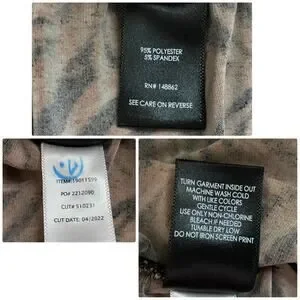 95% POLYESTER
5% SPANDEX
RN# 148862
SEE CARE ON REVERSE
ITEM# 19011599
PO# 2212090
CUT# 510231
CUT DATE: 04/2022
TURN GARMENT INSIDE OUT
MACHINE WASH COLD
WITH LIKE COLORS
GENTLE CYCLE
USE ONLY NON-CHLORINE
BLEACH IF NEEDED
TUMBLE DRY LOW
DO NOT IRON SCREEN PRINT